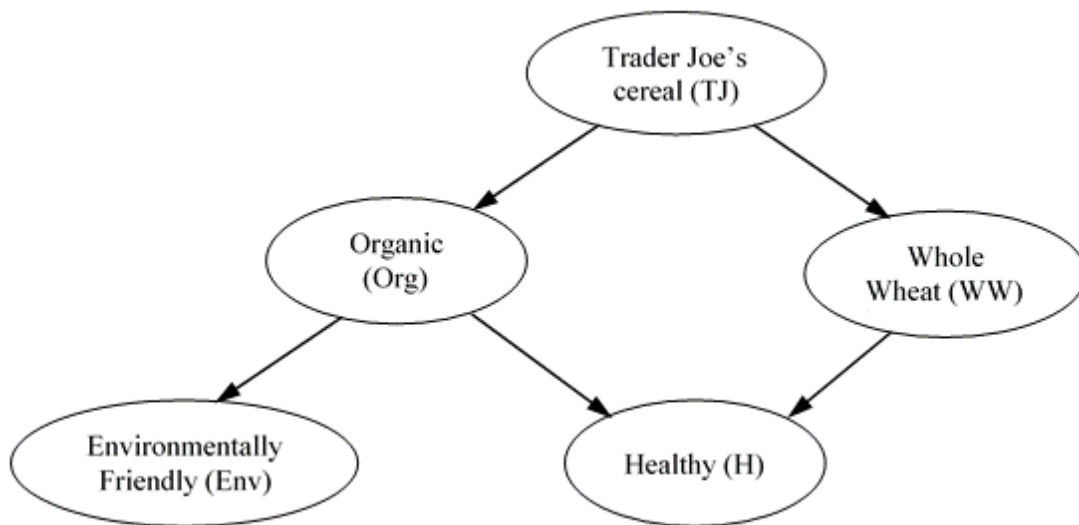 Trader Joe's
cereal (TJ)
Organic
(Org)
Whole
Wheat (WW)
Environmentally
Friendly (Env)
Healthy (H)